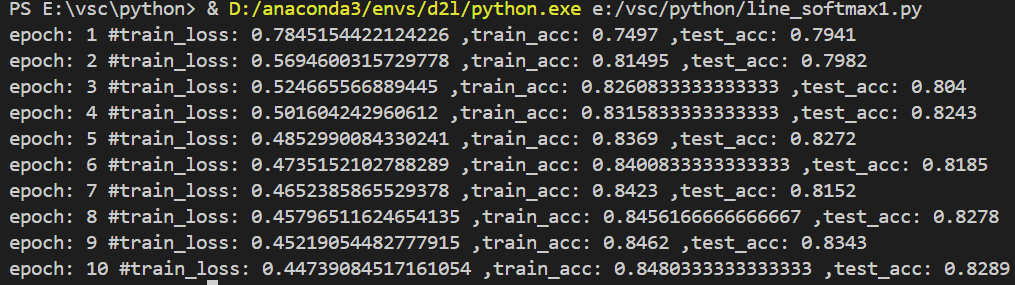 PS E:\vsc\python> & D:/anaconda3/envs/d2l/python.exe e:/vsc/python/line_softmax1.py
epoch: 1 #train_loss: 0.7845154422124226 ,train_acc: 0.7497 ,test_acc: 0.7941
epoch: 2 #train_loss: 0.5694600315729778 ,train_acc: 0.81495 ,test_acc: 0.7982
epoch: 3 #train_loss: 0.524665566889445 ,train_acc: 0.8260833333333333 ,test_acc: 0.804
epoch: 4 #train_loss: 0.501604242960612 ,train_acc: 0.8315833333333333 ,test_acc: 0.8243
epoch: 5 #train_loss: 0.4852990084330241 ,train_acc: 0.8369 ,test_acc: 0.8272
epoch: 6 #train_loss: 0.4735152102788289 ,train_acc: 0.8400833333333333 ,test_acc: 0.8185
epoch: 7 #train_loss: 0.4652385865529378 ,train_acc: 0.8423 ,test_acc: 0.8152
epoch: 8 #train_loss: 0.45796511624654135 ,train_acc: 0.8456166666666667 ,test_acc: 0.8278
epoch: 9 #train_loss: 0.45219054482777915 ,train_acc: 0.8462 ,test_acc: 0.8343
epoch: 10 #train_loss: 0.44739084517161054 ,train_acc: 0.8480333333333333 ,test_acc: 0.8289